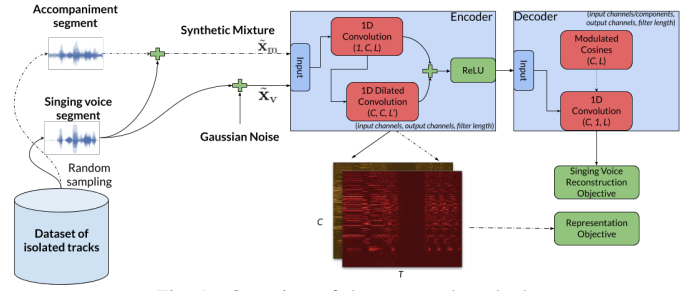 Accompaniment
segment
Synthetic Mixture
x̃m
Singing voice
segment
x̃v
Gaussian Noise
Random
sampling
Dataset of
isolated tracks
Encoder
Input
1D
Convolution
(1, C, L)
1D Dilated
Convolution
(C, C, L')
ReLU
(input channels, output channels, filter length)
C
T
Decoder
(input channels/components,
output channels, filter length)
Input
Modulated
Cosines
(C, L)
1D
Convolution
(C, 1, L)
Singing Voice
Reconstruction
Objective
Representation
Objective